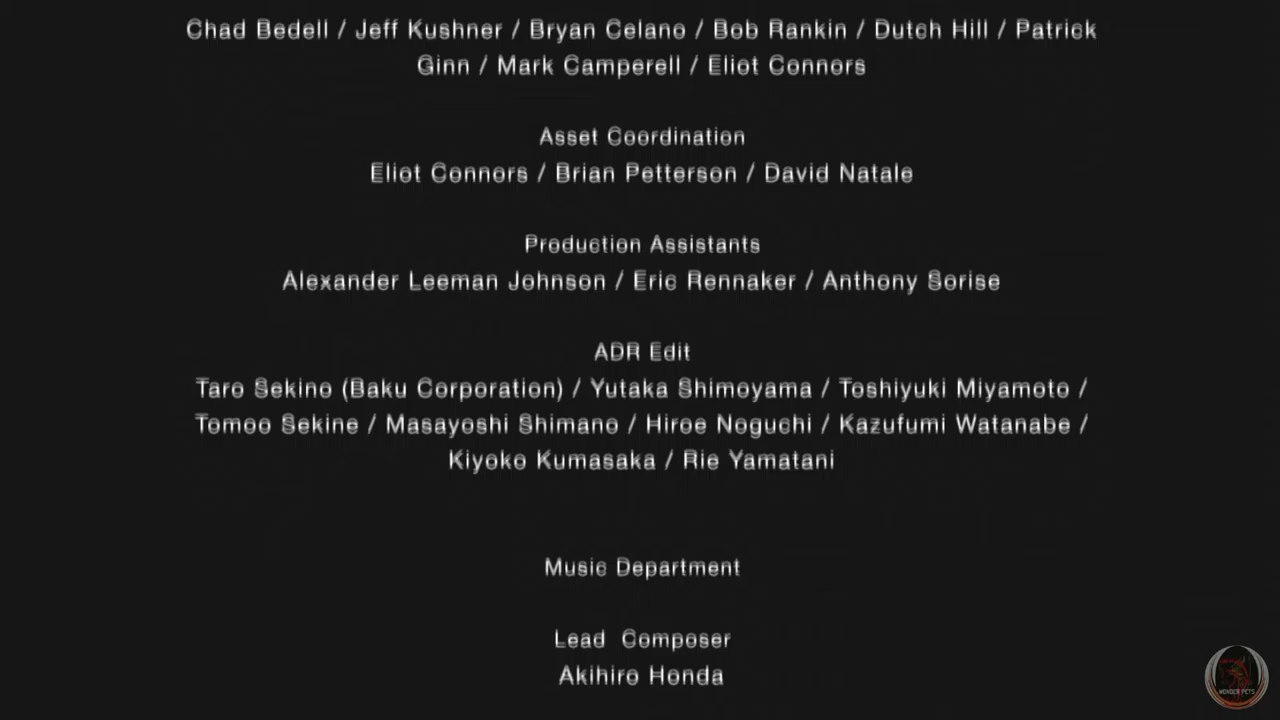 Chad Bedell / Jeff Kushner / Bryan Celano / Bob Rankin / Dutch Hill / Patrick
Ginn / Mark Camperell / Eliot Connors
Asset Coordination
Eliot Connors / Brian Petterson / David Natale
Production Assistants
Alexander Leeman Johnson / Eric Rennaker / Anthony Sorise
ADR Edit
Taro Sekino (Baku Corporation) / Yutaka Shimoyama / Toshiyuki Miyamoto /
Tomoo Sekine / Masayoshi Shimano / Hiroe Noguchi / Kazufumi Watanabe /
Kiyoko Kumasaka / Rie Yamatani
Music Department
Lead Composer
Akihiro Honda
WONDER PETS